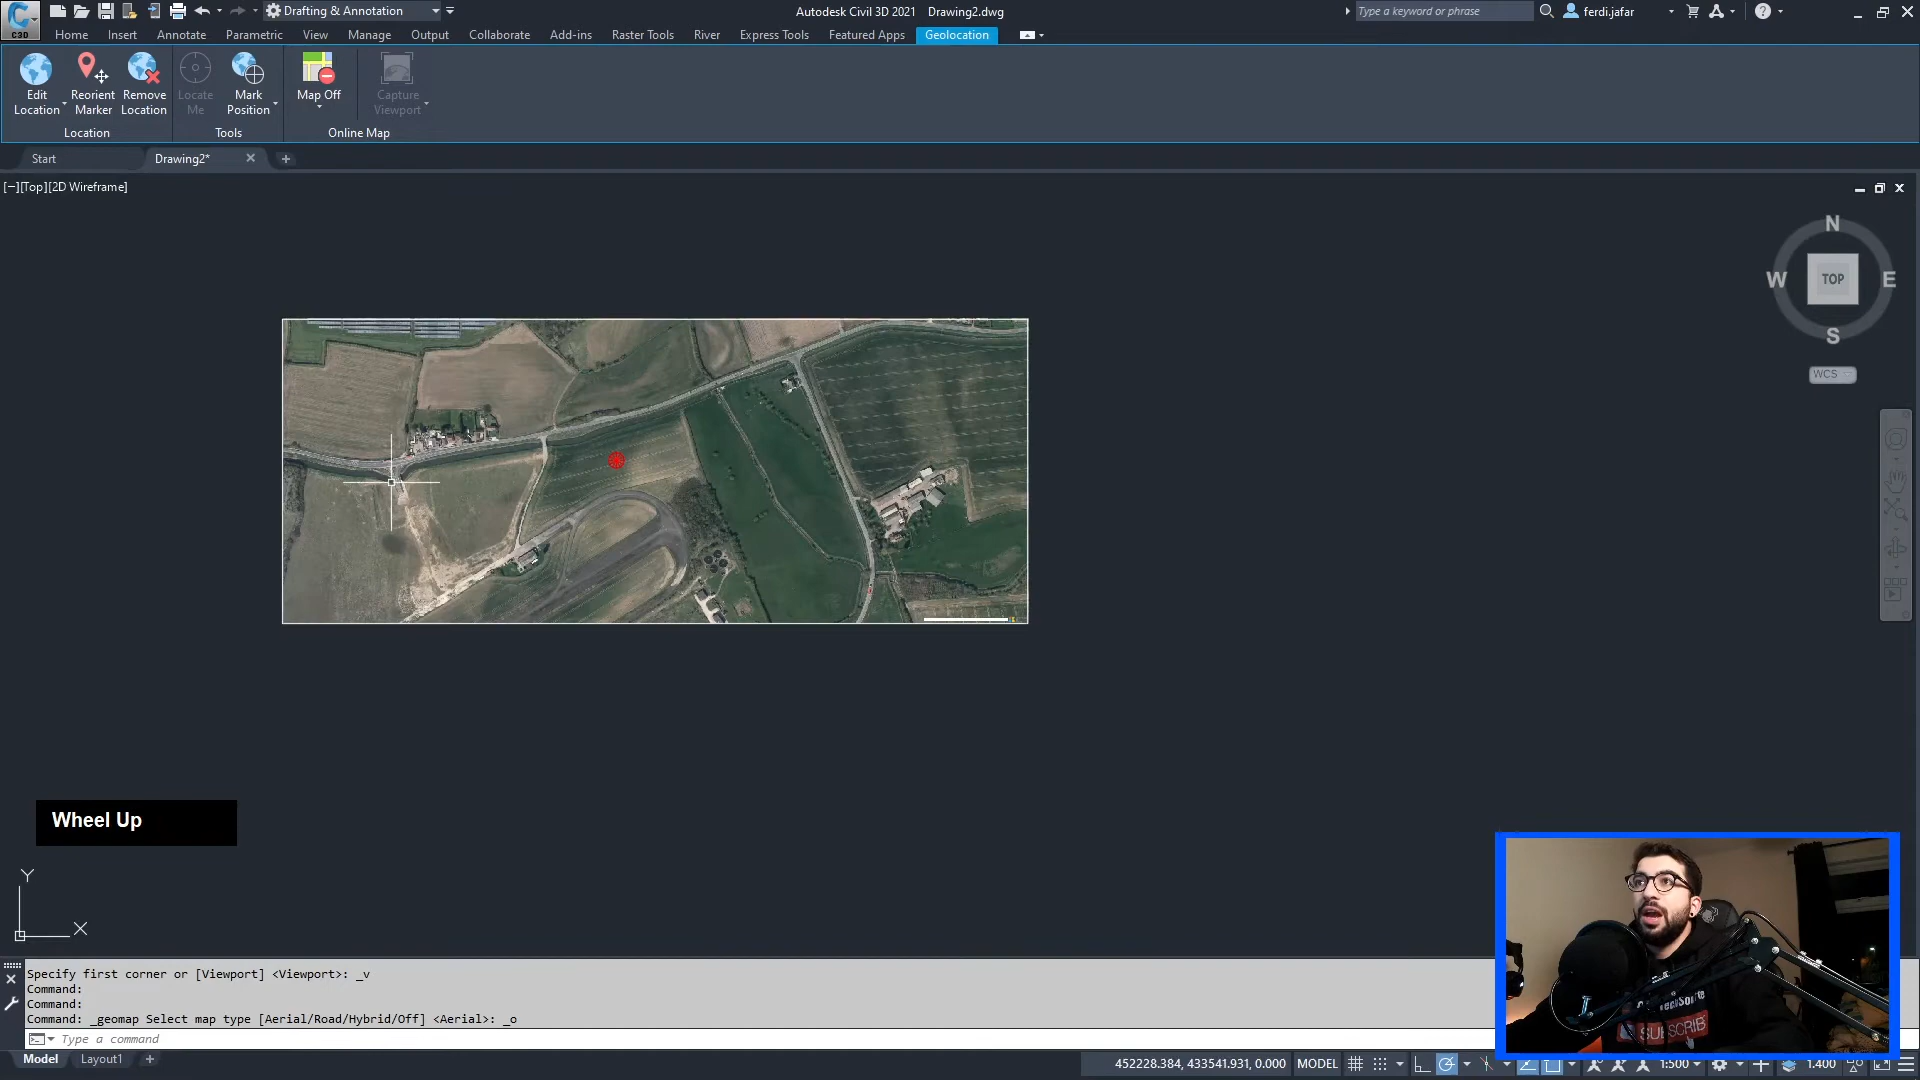 C3D
Drafting & Annotation
Autodesk Civil 3D 2021 Drawing2.dwg
Type a keyword or phrase
ferdi.jafar
Home Insert Annotate Parametric View Manage Output Collaborate Add-ins Raster Tools River Express Tools Featured Apps Geolocation
Edit Location
Reorient Marker
Remove Location
Locate Me
Mark Position
Map Off
Capture Viewport
Location Tools Online Map
Start Drawing2*
[−][Top][2D Wireframe]
N
W TOP E
S
WCS
Wheel Up
Y
X
Specify first corner or [Viewport] <Viewport>: _v
Command:
Command:
Command: _geomap Select map type [Aerial/Road/Hybrid/Off] <Aerial>: _o
Type a command
SUBSCRIB
Model Layout1
452228.384, 433541.931, 0.000 MODEL 1:500 1.400